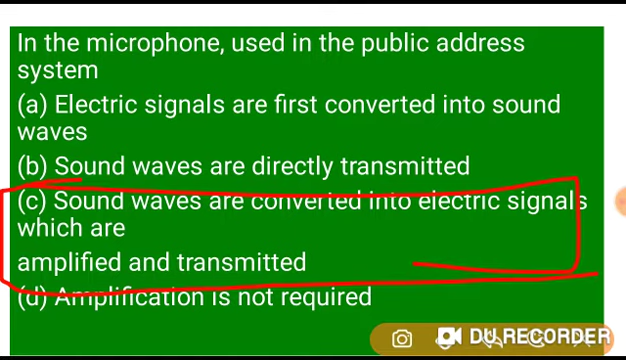 In the microphone, used in the public address
system
(a) Electric signals are first converted into sound
waves
(b) Sound waves are directly transmitted
(c) Sound waves are converted into electric signals
which are
amplified and transmitted
(d) Amplification is not required
DU RECORDER